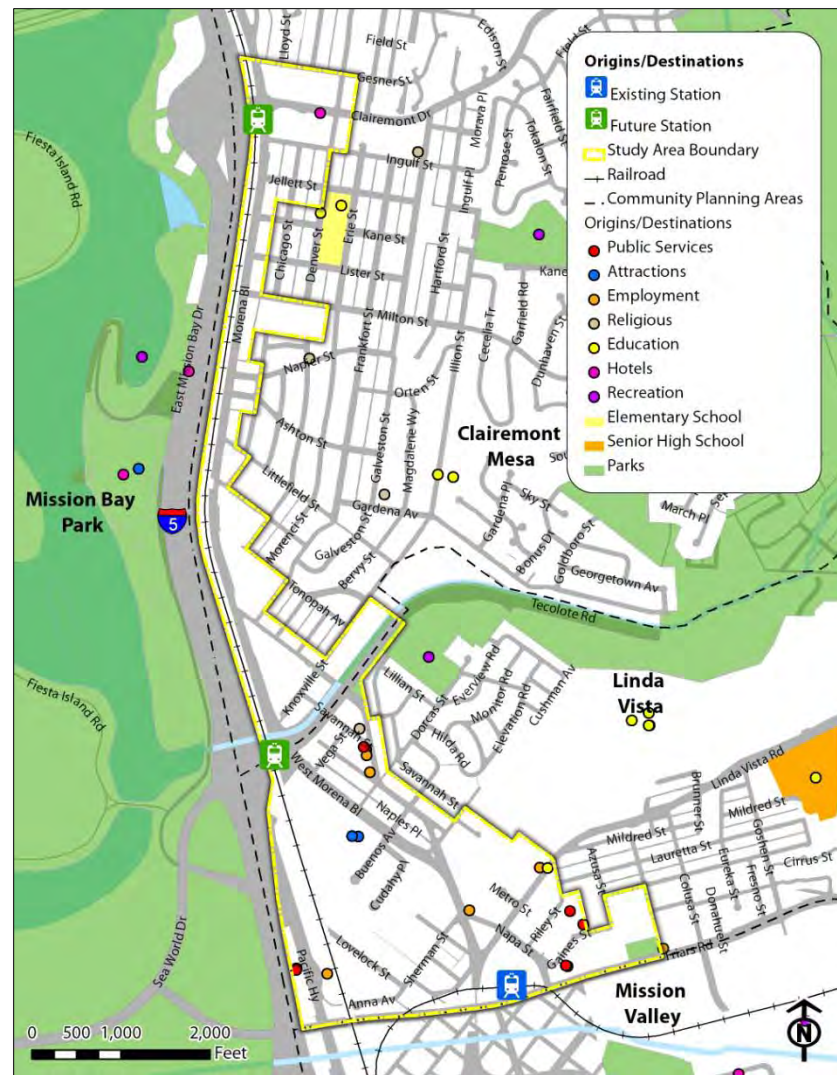 Origins/Destinations
Existing Station
Future Station
Study Area Boundary
Railroad
Community Planning Areas
Origins/Destinations
Public Services
Attractions
Employment
Religious
Education
Hotels
Recreation
Elementary School
Senior High School
Parks
Lloyd St
Field St
Edison St
Field St
Gesner St
Clairemont Dr
Morava Pl
Fairfield St
Tokalon St
Penrose St
Ingulf St
Ingulf Pl
Jellett St
Erie St
Chicago St
Denver St
Kane St
Kane
Hartford St
Lister St
Garfield Rd
Morena Bl
Milton St
Cecelia Tr
Dunhaven St
Frankfort St
Illion St
Napier St
Orten St
Fiesta Island Rd
East Mission Bay Dr
Ashton St
Galveston St
Magdalene Wy
Clairemont
Mesa
Littlefield St
Gardena Av
Gardena Pl
Sky St
March Pl
Mission Bay
Park
5
Morenci St
Galveston St
Bervy St
Bonus Dr
Goldboro St
Georgetown Av
Tonopah Av
Tecolote Rd
Knoxville St
Lillian St
Dorcas St
Everview Rd
Monitor Rd
Elevation Rd
Cushman Av
Linda
Vista
Fiesta Island Rd
Savannah St
Vega St
Hilda Rd
Savannah St
West Morena Bl
Naples Pl
Linda Vista Rd
Brunner St
Mildred St
Mildred St
Goshen St
Buenos Av
Cudahy Pl
Azusa St
Lauretta St
Eureka St
Fresno St
Cirrus St
Metro St
Colusa St
Donahue St
Sea World Dr
Riley St
Napa St
Gaines St
Friars Rd
Pacific Hy
Lovelock St
Sherman St
Anna Av
Mission
Valley
0 500 1,000 2,000
Feet
N